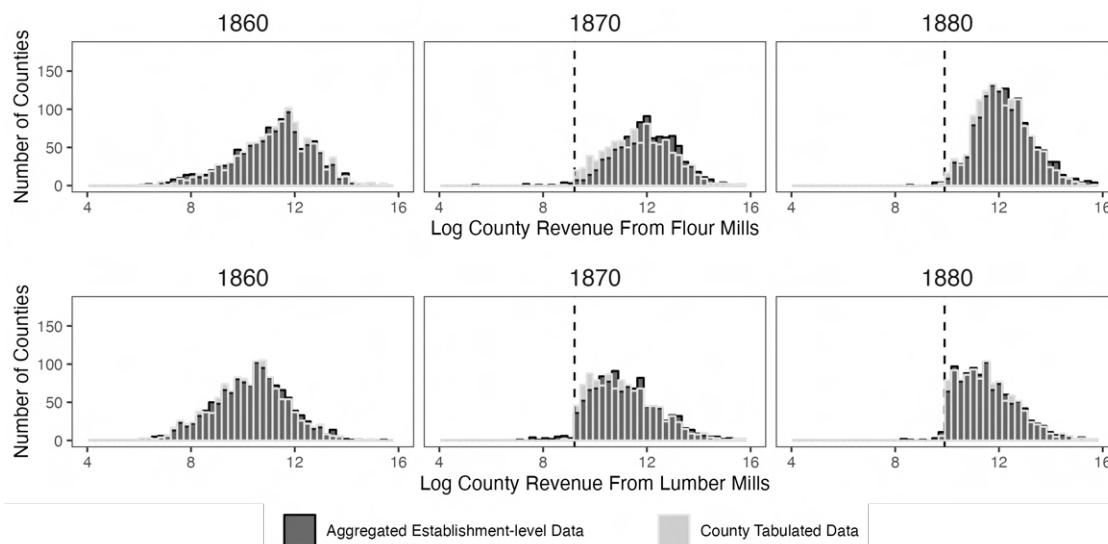 1860 1870 1880
Number of Counties
150
100
50
0
4 8 12 16 4 8 12 16 4 8 12 16
Log County Revenue From Flour Mills
1860 1870 1880
Number of Counties
150
100
50
0
4 8 12 16 4 8 12 16 4 8 12 16
Log County Revenue From Lumber Mills
Aggregated Establishment-level Data County Tabulated Data